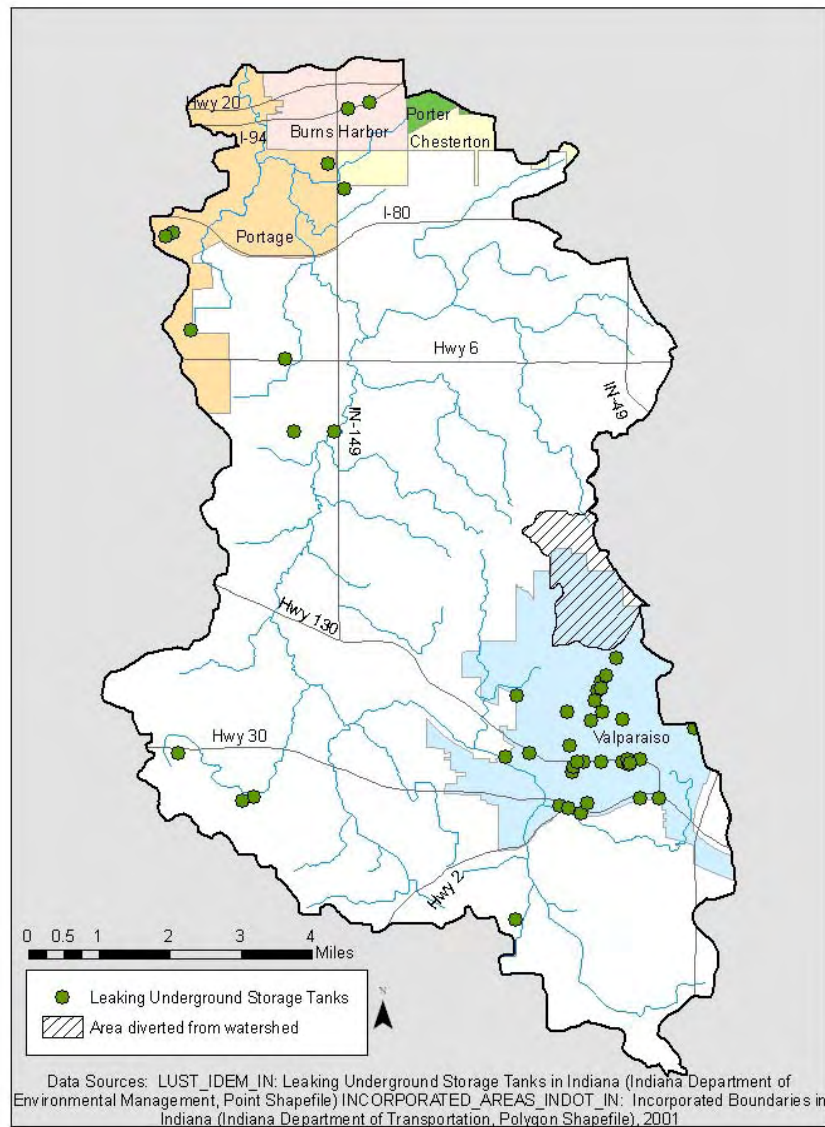 Hwy 20
Porter
Burns Harbor
I-94
Chesterton
I-80
Portage
Hwy 6
IN-49
IN-149
Hwy 130
Hwy 30
Valparaiso
Hwy 2
0 0.5 1 2 3 4
Miles
N
Leaking Underground Storage Tanks
Area diverted from watershed
Data Sources: LUST_IDEM_IN: Leaking Underground Storage Tanks in Indiana (Indiana Department of
Environmental Management, Point Shapefile) INCORPORATED_AREAS_INDOT_IN: Incorporated Boundaries in
Indiana (Indiana Department of Transportation, Polygon Shapefile), 2001